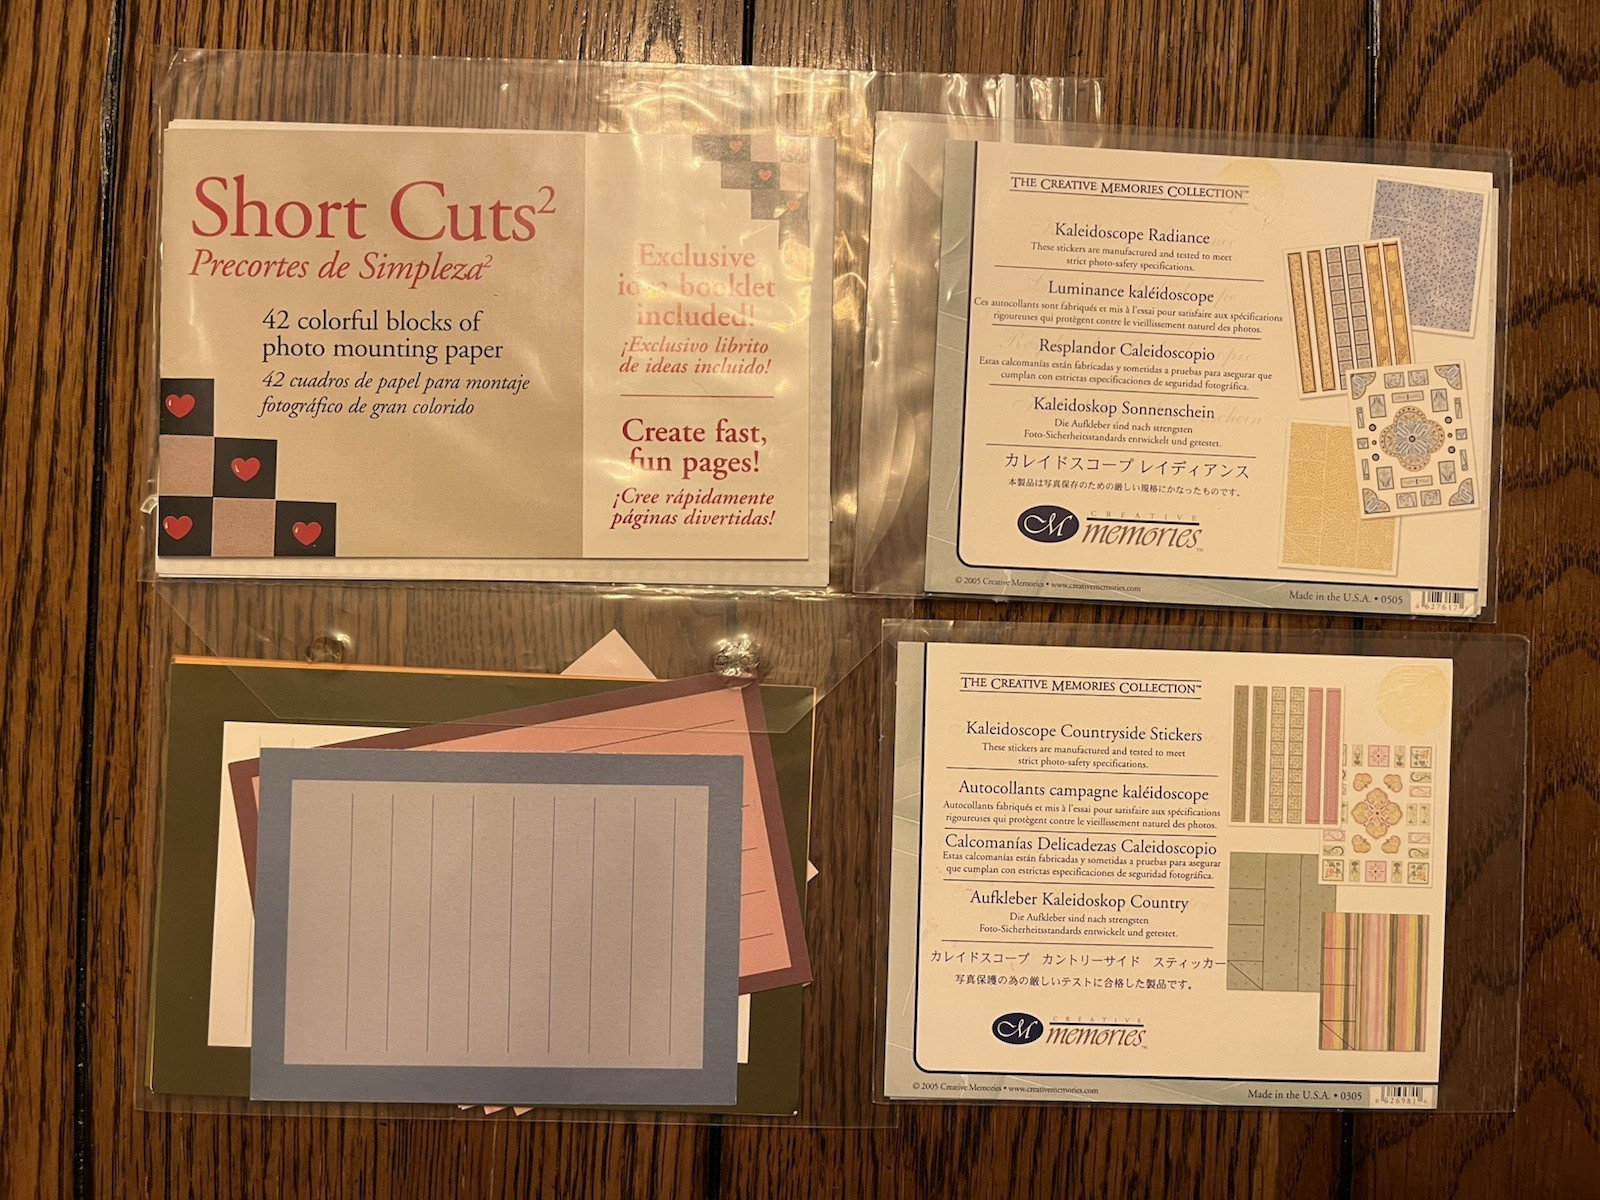 Short Cuts²
Precortes de Simpleza²
42 colorful blocks of
photo mounting paper
42 cuadros de papel para montaje
fotográfico de gran colorido
Exclusive
idea booklet
included!
¡Exclusivo librito
de ideas incluido!
Create fast,
fun pages!
¡Cree rápidamente
páginas divertidas!
THE CREATIVE MEMORIES COLLECTION™
Kaleidoscope Radiance
These stickers are manufactured and tested to meet
strict photo-safety specifications.
Luminance kaléidoscope
Ces autocollants sont fabriqués et mis à l'essai pour satisfaire aux spécifications
rigoureuses qui protègent contre le vieillissement naturel des photos.
Resplandor Caleidoscopio
Estas calcomanías están fabricadas y sometidas a pruebas para asegurar que
cumplan con estrictas especificaciones de seguridad fotográfica.
Kaleidoskop Sonnenschein
Die Aufkleber sind nach strengsten
Foto-Sicherheitsstandards entwickelt und getestet.
カレイドスコープ レイディアンス
本製品は写真保存のための厳しい規格にかなったものです。
M CREATIVE
memories™
© 2005 Creative Memories • www.creativememories.com
Made in the U.S.A. • 0505
THE CREATIVE MEMORIES COLLECTION™
Kaleidoscope Countryside Stickers
These stickers are manufactured and tested to meet
strict photo-safety specifications.
Autocollants campagne kaléidoscope
Autocollants fabriqués et mis à l'essai pour satisfaire aux spécifications
rigoureuses qui protègent contre le vieillissement naturel des photos.
Calcomanías Delicadezas Caleidoscopio
Estas calcomanías están fabricadas y sometidas a pruebas para asegurar
que cumplan con estrictas especificaciones de seguridad fotográfica.
Aufkleber Kaleidoskop Country
Die Aufkleber sind nach strengsten
Foto-Sicherheitsstandards entwickelt und getestet.
カレイドスコープ カントリーサイド スティッカー
写真保護の為の厳しいテストに合格した製品です。
M CREATIVE
memories™
© 2005 Creative Memories • www.creativememories.com
Made in the U.S.A. • 0305